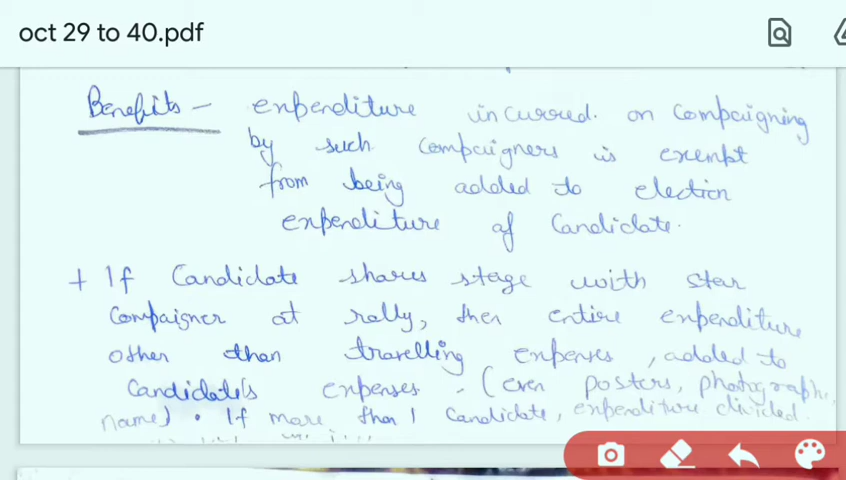 oct 29 to 40.pdf
Benefits - expenditure incurred. on Campaigning
by such Campaigners is exempt
from being added to election
expenditure of Candidate.
+ If Candidate shares stage with star
Campaigner at rally, then entire expenditure
other than travelling expenses, added to
Candidate's expenses. (even posters, photograph,
name). If more than 1 Candidate, expenditure divided.